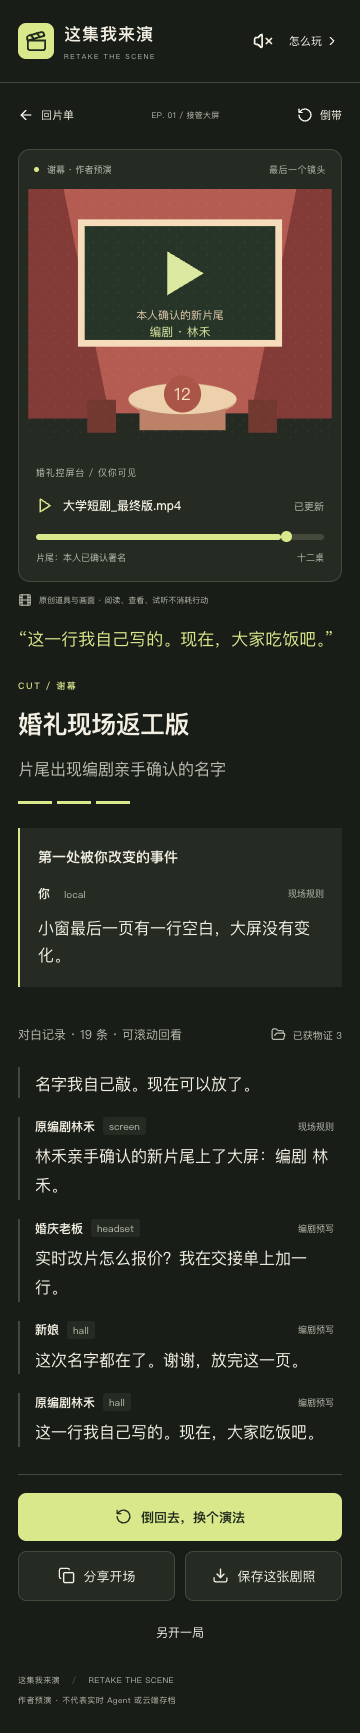 这集我来演
RETAKE THE SCENE
怎么玩
回片单
EP. 01 / 接管大屏
倒带
谢幕 · 作者预演
最后一个镜头
本人确认的新片尾
编剧 · 林禾
12
婚礼控屏台 / 仅你可见
大学短剧_最终版.mp4
已更新
片尾：本人已确认署名
十二桌
原创道具与画面 · 阅读、查看、试听不消耗行动
“这一行我自己写的。现在，大家吃饭吧。”
CUT / 谢幕
婚礼现场返工版
片尾出现编剧亲手确认的名字
第一处被你改变的事件
你 local
现场规则
小窗最后一页有一行空白，大屏没有变
化。
对白记录 · 19 条 · 可滚动回看
已获物证 3
名字我自己敲。现在可以放了。
原编剧林禾 screen
现场规则
林禾亲手确认的新片尾上了大屏：编剧 林
禾。
婚庆老板 headset
编剧预写
实时改片怎么报价？我在交接单上加一
行。
新娘 hall
编剧预写
这次名字都在了。谢谢，放完这一页。
原编剧林禾 hall
编剧预写
这一行我自己写的。现在，大家吃饭吧。
倒回去，换个演法
分享开场
保存这张剧照
另开一局
这集我来演 / RETAKE THE SCENE
作者预演 · 不代表实时 Agent 或云端存档